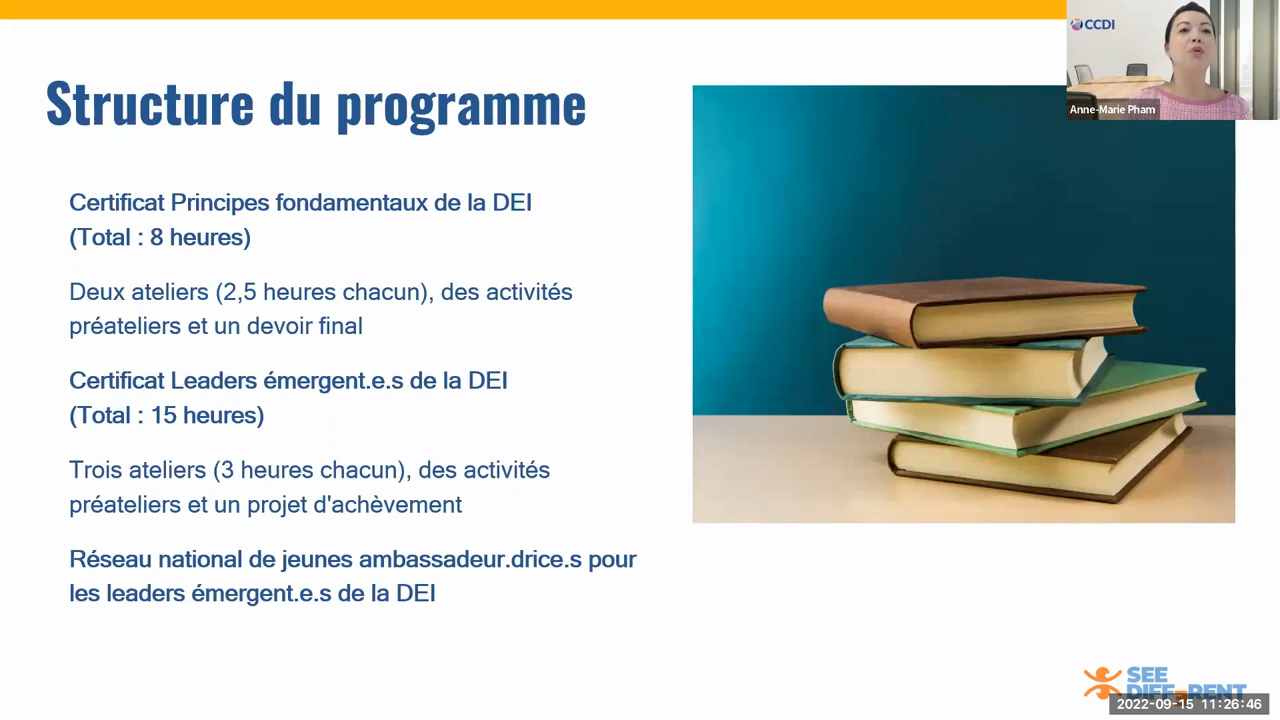 CCDI
Anne-Marie Pham
Structure du programme
Certificat Principes fondamentaux de la DEI
(Total : 8 heures)
Deux ateliers (2,5 heures chacun), des activités
préateliers et un devoir final
Certificat Leaders émergent.e.s de la DEI
(Total : 15 heures)
Trois ateliers (3 heures chacun), des activités
préateliers et un projet d'achèvement
Réseau national de jeunes ambassadeur.drice.s pour
les leaders émergent.e.s de la DEI
SEE
DIFFERENT
2022-09-15 11:26:46